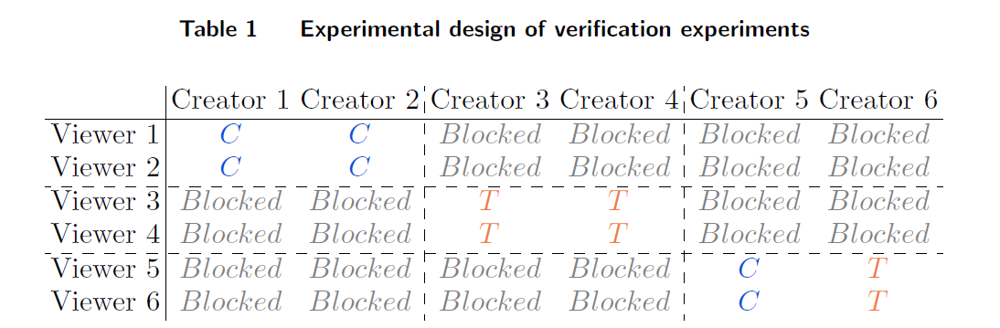 Table 1 Experimental design of verification experiments
Creator 1 Creator 2 Creator 3 Creator 4 Creator 5 Creator 6
Viewer 1 C C Blocked Blocked Blocked Blocked
Viewer 2 C C Blocked Blocked Blocked Blocked
Viewer 3 Blocked Blocked T T Blocked Blocked
Viewer 4 Blocked Blocked T T Blocked Blocked
Viewer 5 Blocked Blocked Blocked Blocked C T
Viewer 6 Blocked Blocked Blocked Blocked C T